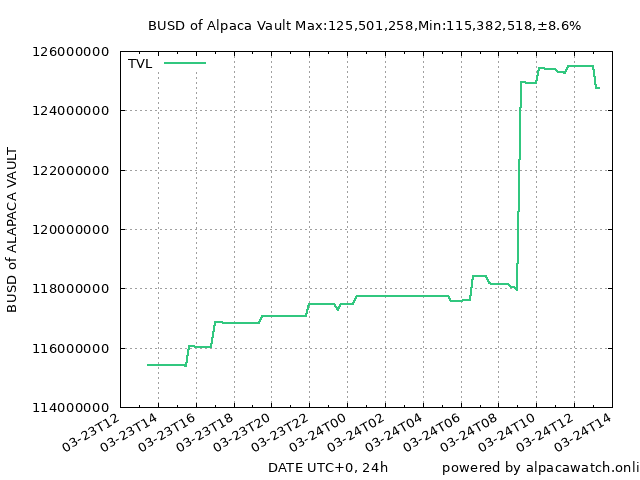 BUSD of Alpaca Vault Max:125,501,258,Min:115,382,518,±8.6%
TVL
126000000
124000000
122000000
120000000
118000000
116000000
114000000
BUSD of ALAPACA VAULT
03-23T12
03-23T14
03-23T16
03-23T18
03-23T20
03-23T22
03-24T00
03-24T02
03-24T04
03-24T06
03-24T08
03-24T10
03-24T12
03-24T14
DATE UTC+0, 24h
powered by alpacawatch.onli